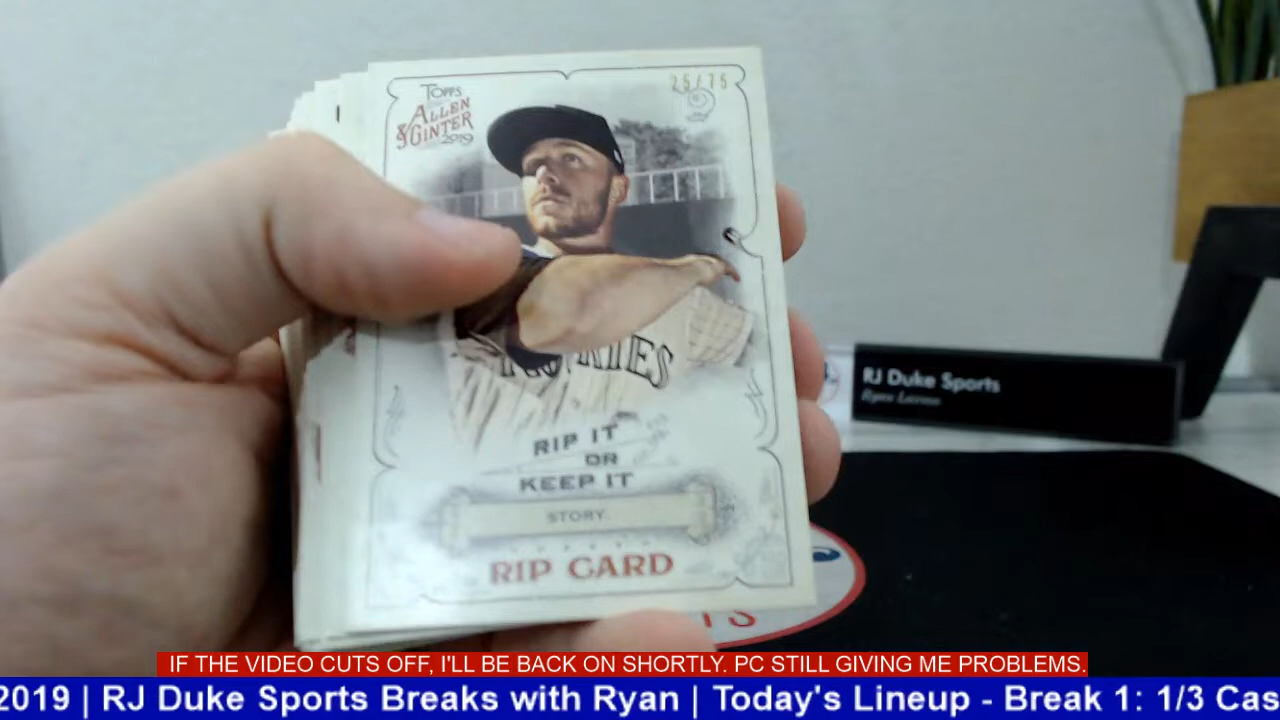 25/75
TOPPS
ALLEN
& GINTER
2019
ROCKIES
RIP IT
OR
KEEP IT
STORY
RIP CARD
RJ Duke Sports
IF THE VIDEO CUTS OFF, I'LL BE BACK ON SHORTLY. PC STILL GIVING ME PROBLEMS.
2019 | RJ Duke Sports Breaks with Ryan | Today's Lineup - Break 1: 1/3 Cas